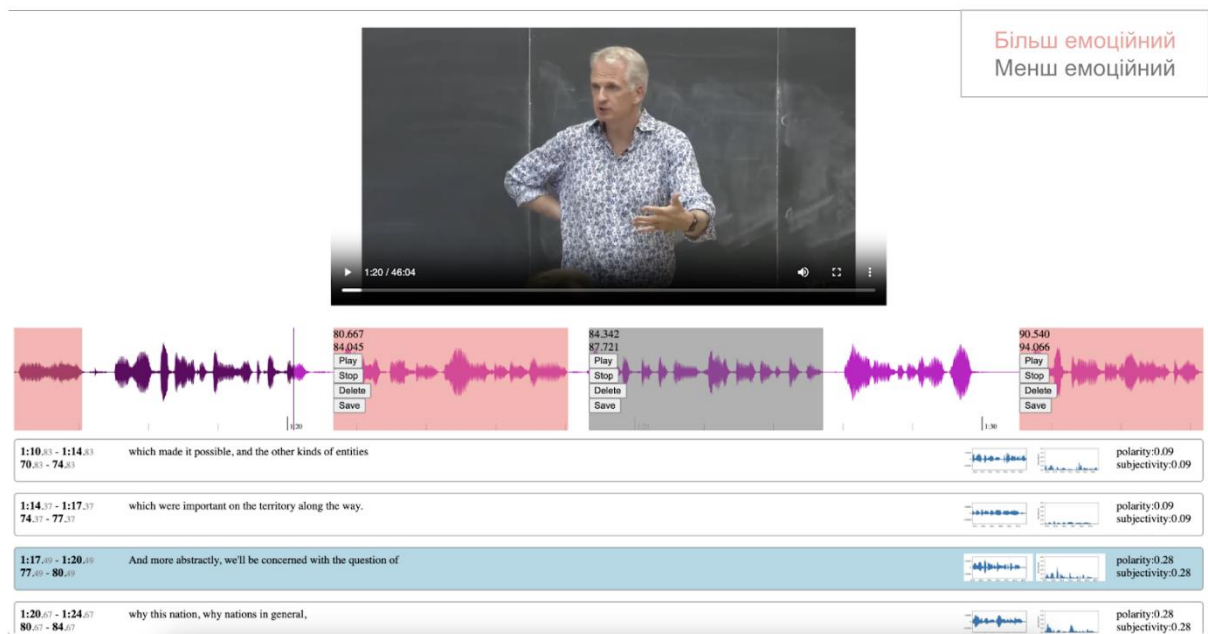 Більш емоційний
Менш емоційний
1:20 / 46:04
80.667
84.045
Play
Stop
Delete
Save
84.342
87.721
Play
Stop
Delete
Save
90.540
94.066
Play
Stop
Delete
Save
1:20
1:30
1:10.83 - 1:14.83 which made it possible, and the other kinds of entities polarity:0.09
70.83 - 74.83 subjectivity:0.09
1:14.37 - 1:17.37 which were important on the territory along the way. polarity:0.09
74.37 - 77.37 subjectivity:0.09
1:17.49 - 1:20.49 And more abstractly, we'll be concerned with the question of polarity:0.28
77.49 - 80.49 subjectivity:0.28
1:20.67 - 1:24.67 why this nation, why nations in general, polarity:0.28
80.67 - 84.67 subjectivity:0.28